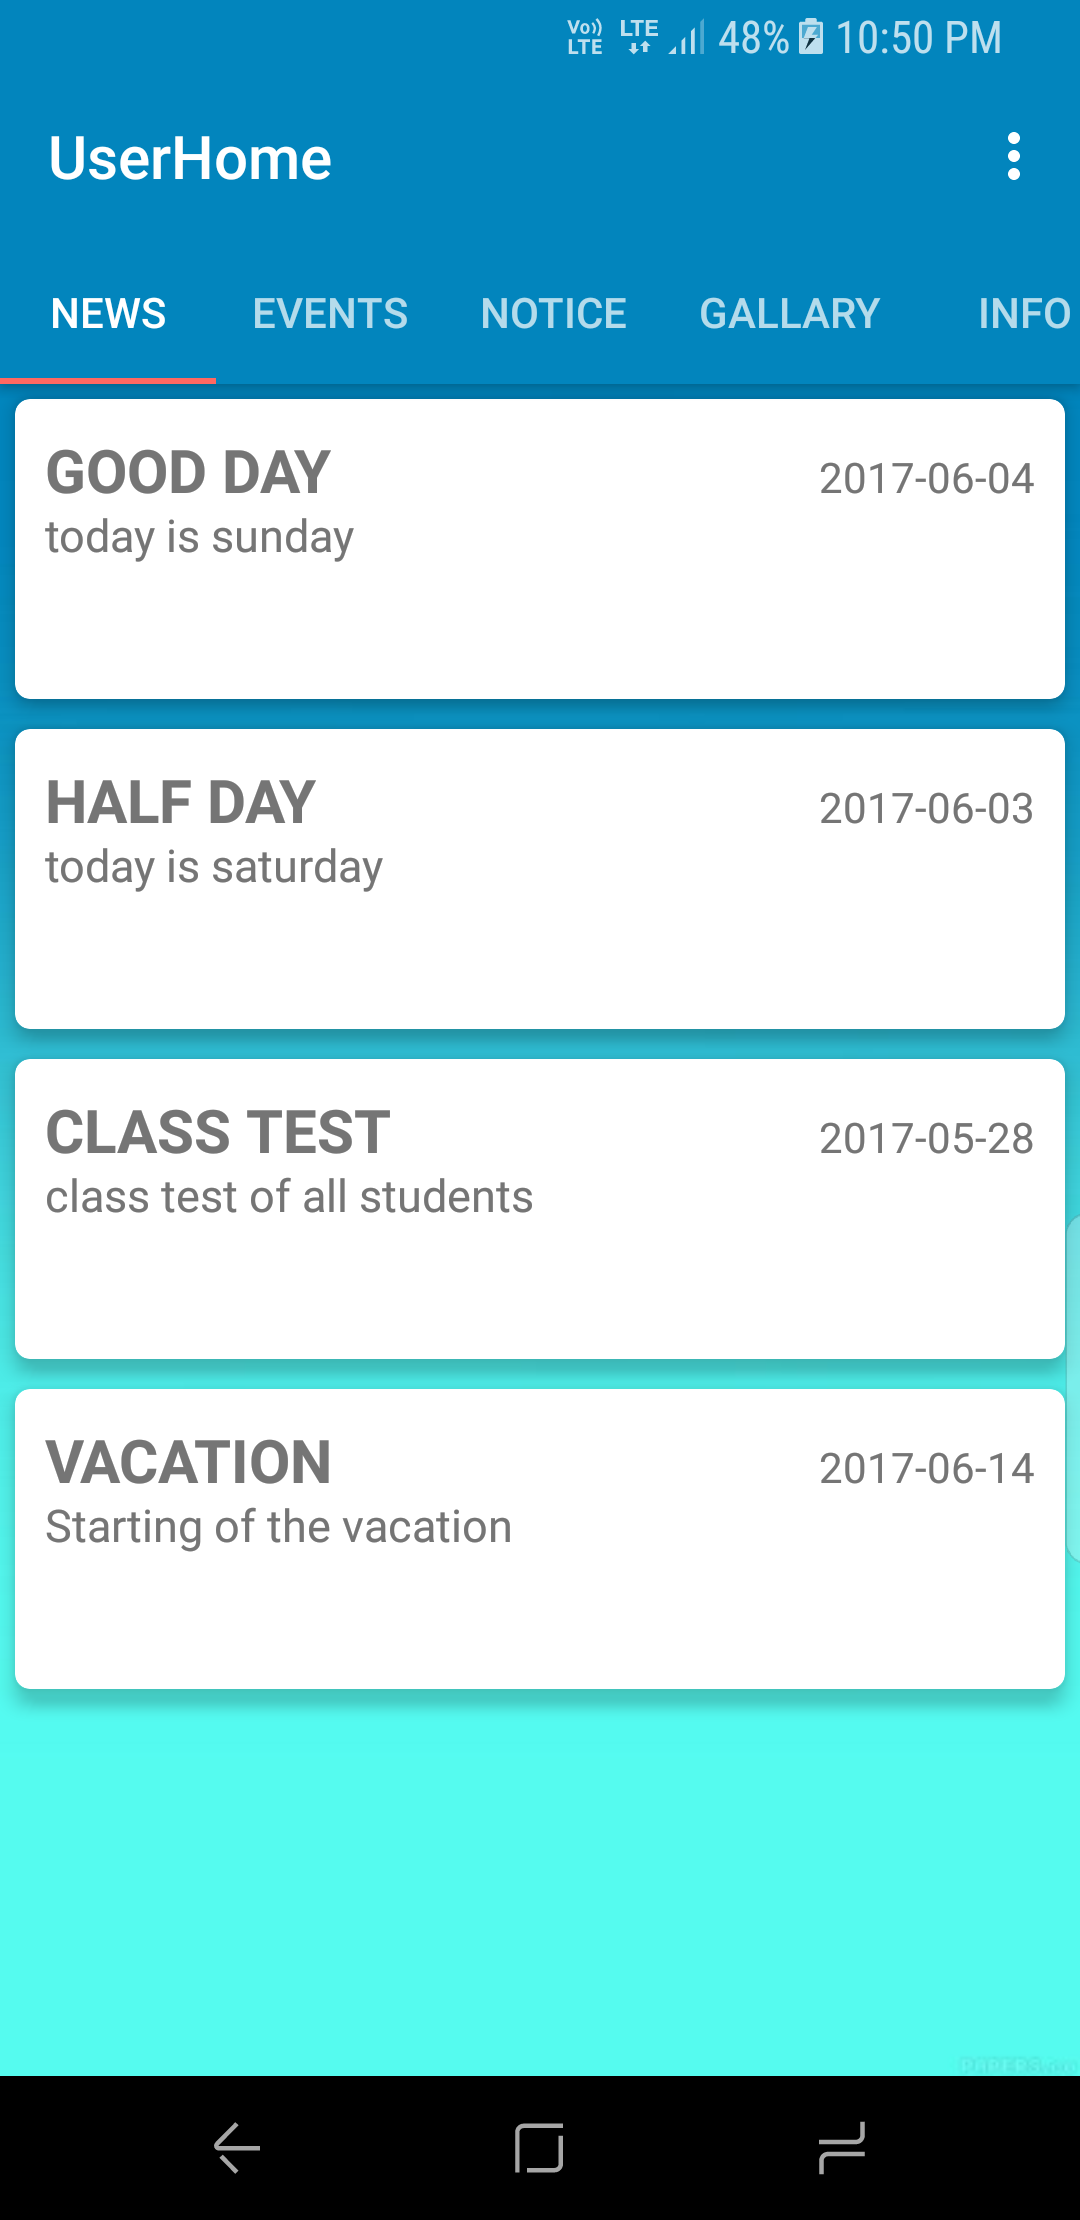 Vo)) LTE LTE 48% 10:50 PM
UserHome
NEWS EVENTS NOTICE GALLARY INFO
GOOD DAY 2017-06-04
today is sunday
HALF DAY 2017-06-03
today is saturday
CLASS TEST 2017-05-28
class test of all students
VACATION 2017-06-14
Starting of the vacation